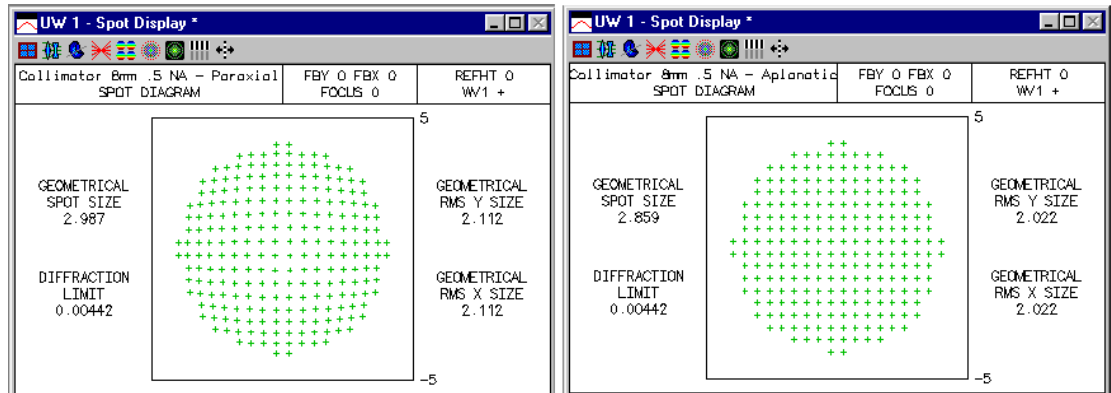 UW 1 - Spot Display *
Collimator 8mm .5 NA - Paraxial
SPOT DIAGRAM
FBY 0 FBX 0
FOCUS 0
REFHT 0
WV1 +
5
GEOMETRICAL
SPOT SIZE
2.987
GEOMETRICAL
RMS Y SIZE
2.112
DIFFRACTION
LIMIT
0.00442
GEOMETRICAL
RMS X SIZE
2.112
-5
UW 1 - Spot Display *
Collimator 8mm .5 NA - Aplanatic
SPOT DIAGRAM
FBY 0 FBX 0
FOCUS 0
REFHT 0
WV1 +
5
GEOMETRICAL
SPOT SIZE
2.859
GEOMETRICAL
RMS Y SIZE
2.022
DIFFRACTION
LIMIT
0.00442
GEOMETRICAL
RMS X SIZE
2.022
-5